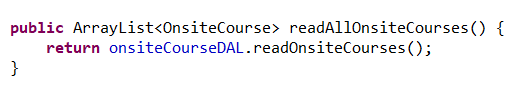 public ArrayList<OnsiteCourse> readAllOnsiteCourses() {
    return onsiteCourseDAL.readOnsiteCourses();
}